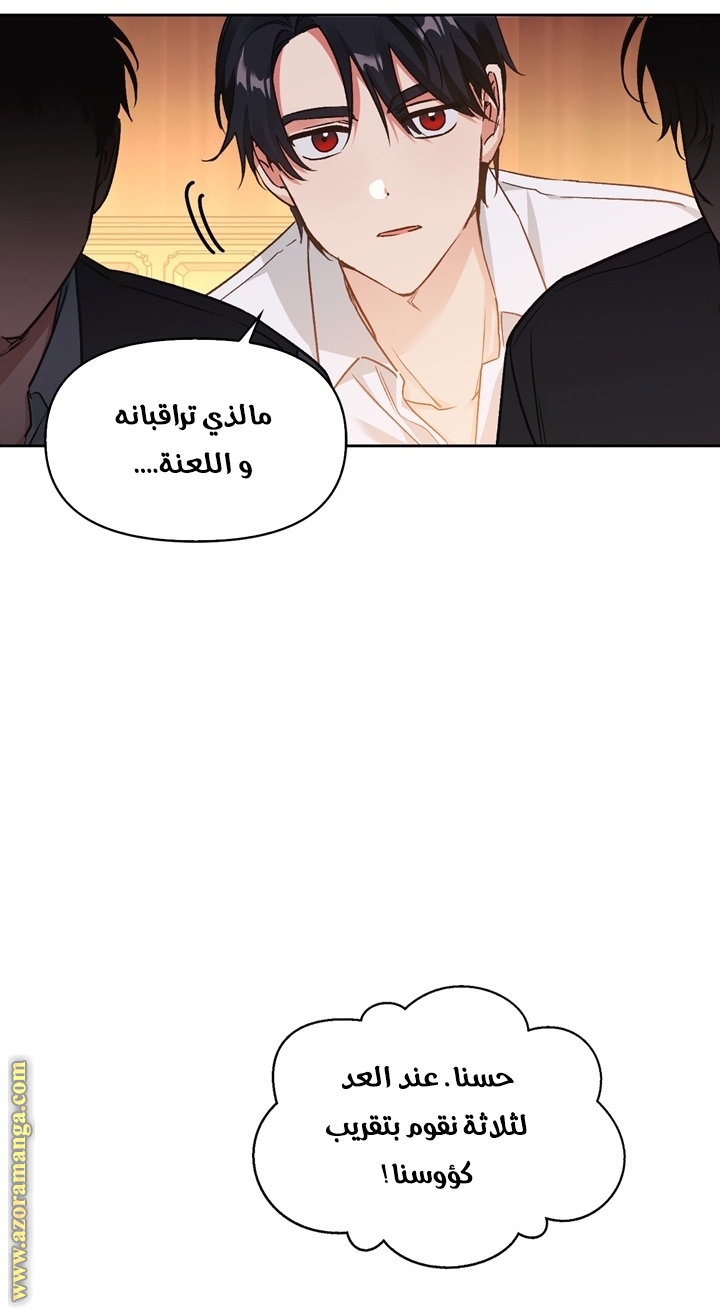 مالذي تراقبانه
و اللعنة....
حسنا. عند العد
لثلاثة نقوم بتقريب
كؤوسنا!
www.azoramanga.com